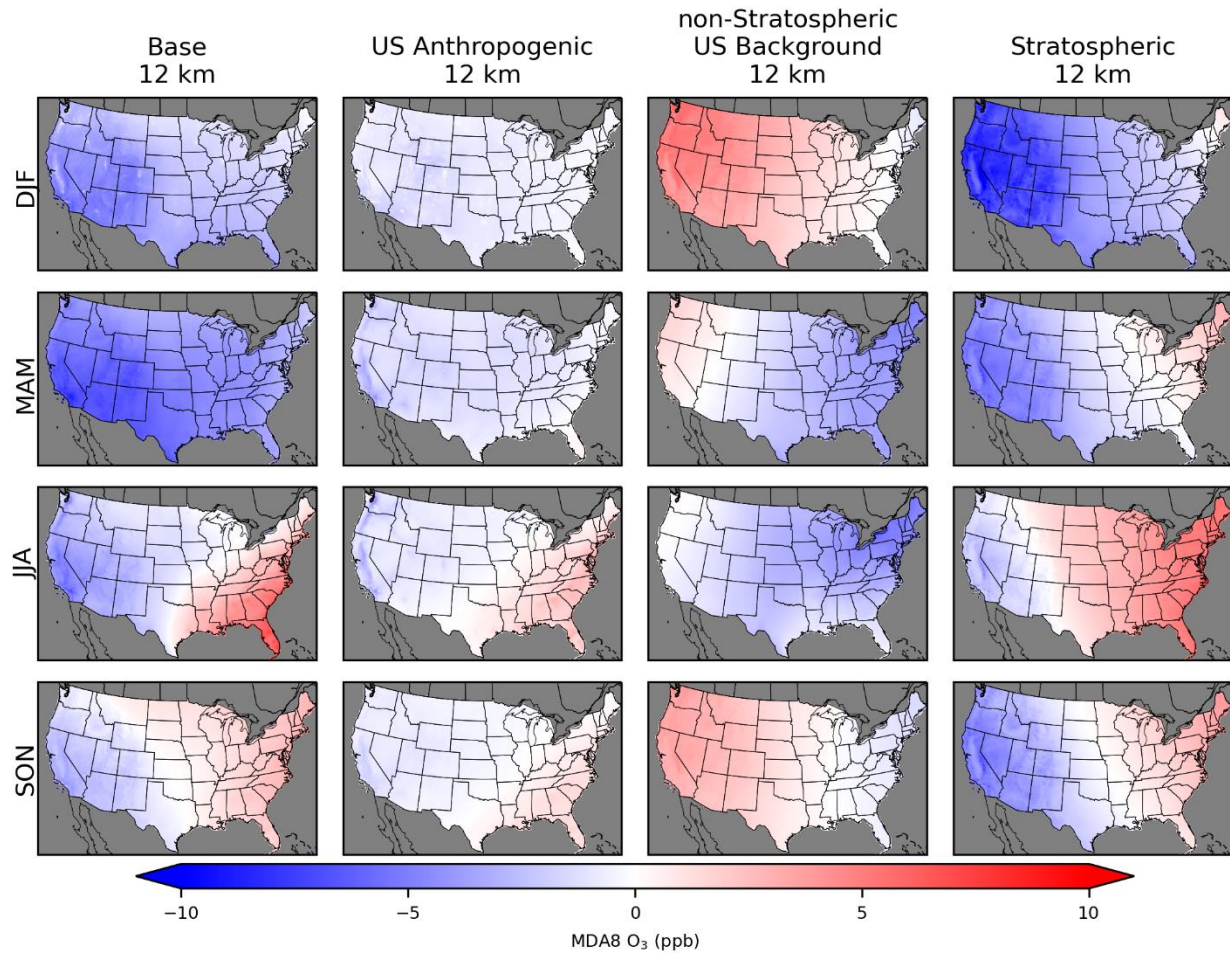 Base
12 km
US Anthropogenic
12 km
non-Stratospheric
US Background
12 km
Stratospheric
12 km
DJF
MAM
JJA
SON
−10
−5
0
5
10
MDA8 O₃ (ppb)